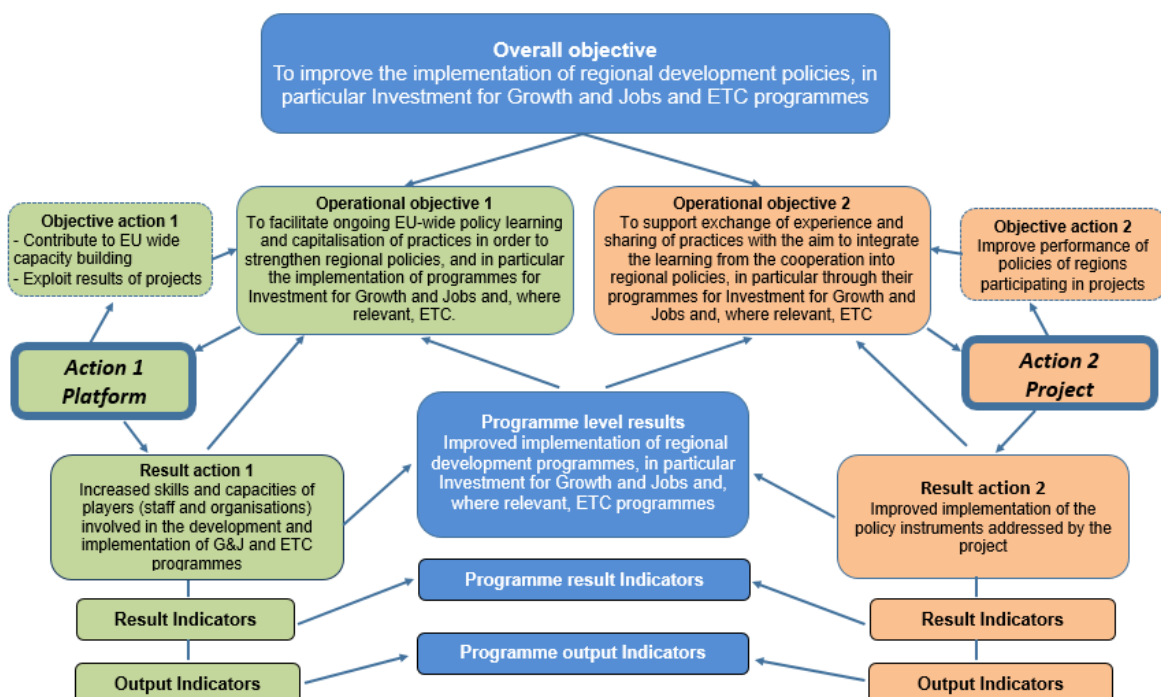 Overall objective
To improve the implementation of regional development policies, in
particular Investment for Growth and Jobs and ETC programmes
Objective action 1
- Contribute to EU wide
capacity building
- Exploit results of projects
Operational objective 1
To facilitate ongoing EU-wide policy learning
and capitalisation of practices in order to
strengthen regional policies, and in particular
the implementation of programmes for
Investment for Growth and Jobs and, where
relevant, ETC.
Operational objective 2
To support exchange of experience and
sharing of practices with the aim to integrate
the learning from the cooperation into
regional policies, in particular through their
programmes for Investment for Growth and
Jobs and, where relevant, ETC
Objective action 2
Improve performance of
policies of regions
participating in projects
Action 1
Platform
Action 2
Project
Programme level results
Improved implementation of regional
development programmes, in particular
Investment for Growth and Jobs and,
where relevant, ETC programmes
Result action 1
Increased skills and capacities of
players (staff and organisations)
involved in the development and
implementation of G&J and ETC
programmes
Result action 2
Improved implementation of the
policy instruments addressed by the
project
Programme result Indicators
Result Indicators
Result Indicators
Programme output Indicators
Output Indicators
Output Indicators